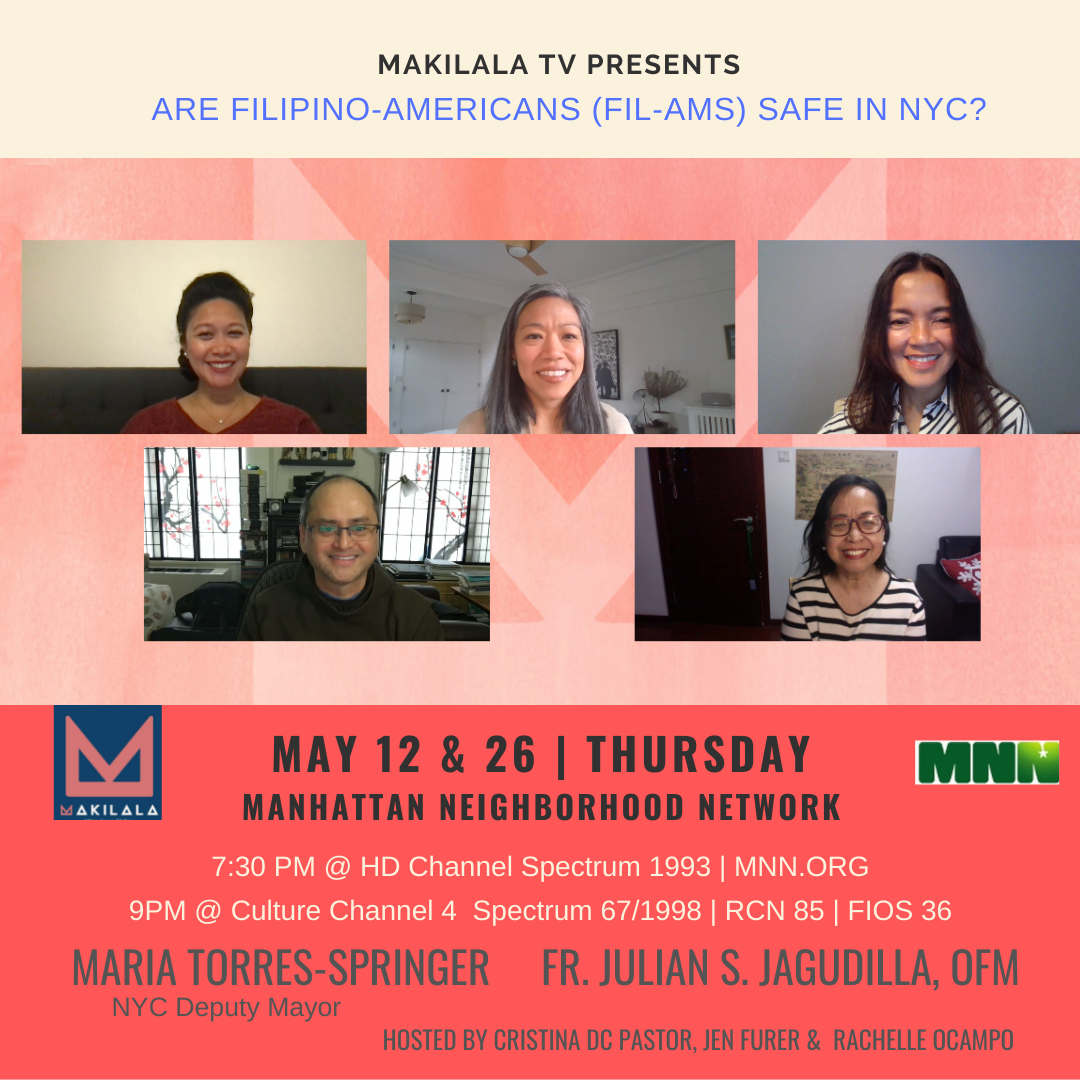 MAKILALA TV PRESENTS
ARE FILIPINO-AMERICANS (FIL-AMS) SAFE IN NYC?
MAKILALA
MAY 12 & 26 | THURSDAY
MNN
MANHATTAN NEIGHBORHOOD NETWORK
7:30 PM @ HD Channel Spectrum 1993 | MNN.ORG
9PM @ Culture Channel 4 Spectrum 67/1998 | RCN 85 | FIOS 36
MARIA TORRES-SPRINGER FR. JULIAN S. JAGUDILLA, OFM
NYC Deputy Mayor
HOSTED BY CRISTINA DC PASTOR, JEN FURER & RACHELLE OCAMPO